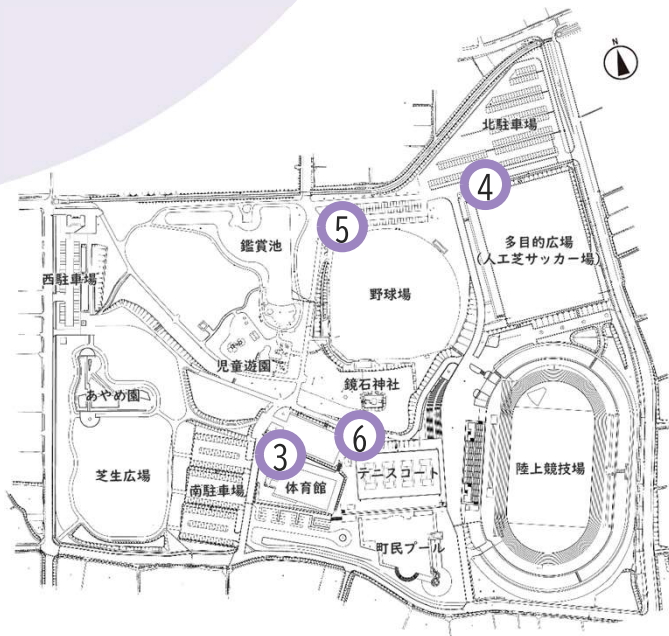 N
北駐車場
④
⑤
鑑賞池
多目的広場
(人工芝サッカー場)
西駐車場
野球場
児童遊園
あやめ園
鏡石神社
⑥
③
芝生広場
南駐車場
体育館
テニスコート
陸上競技場
町民プール